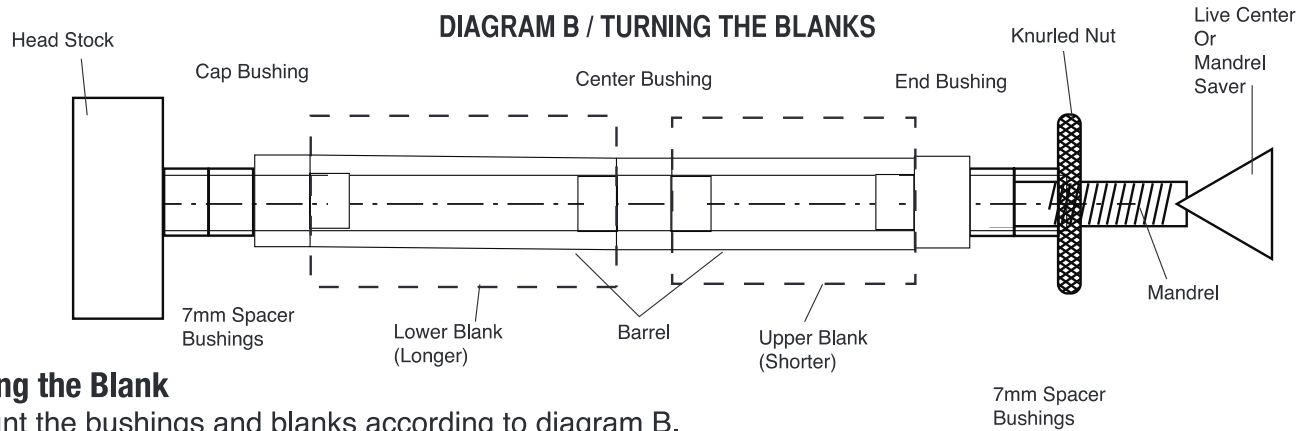 DIAGRAM B / TURNING THE BLANKS
Head Stock
Cap Bushing
Center Bushing
End Bushing
Knurled Nut
Live Center
Or
Mandrel
Saver
7mm Spacer
Bushings
Lower Blank
(Longer)
Barrel
Upper Blank
(Shorter)
Mandrel
7mm Spacer
Bushings
the Blank
the bushings and blanks according to diagram B.